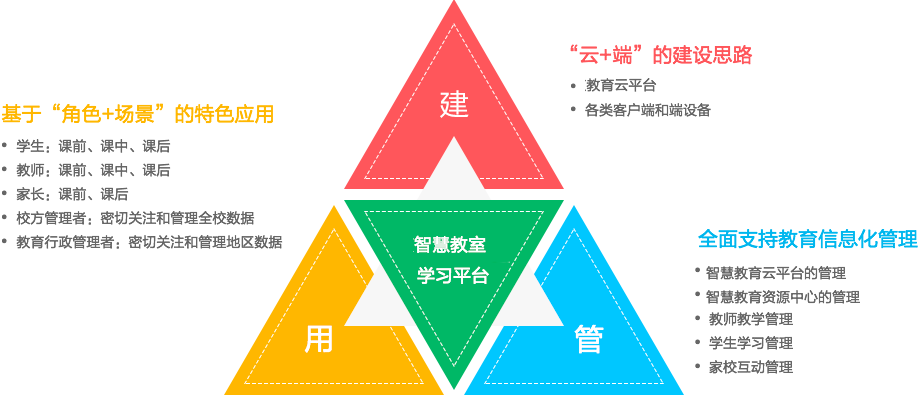 建
“云+端”的建设思路
• 教育云平台
• 各类客户端和端设备
基于“角色+场景”的特色应用
• 学生：课前、课中、课后
• 教师：课前、课中、课后
• 家长：课前、课后
• 校方管理者：密切关注和管理全校数据
• 教育行政管理者：密切关注和管理地区数据
智慧教室
学习平台
用
管
全面支持教育信息化管理
• 智慧教育云平台的管理
• 智慧教育资源中心的管理
• 教师教学管理
• 学生学习管理
• 家校互动管理